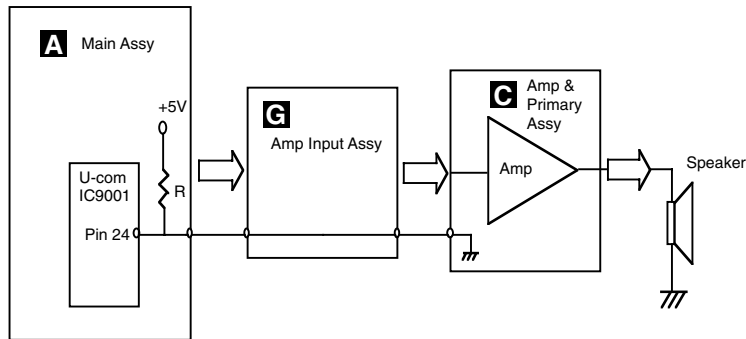 A Main Assy
+5V
U-com
IC9001
R
Pin 24
G
Amp Input Assy
C Amp &
Primary
Assy
Amp
Speaker